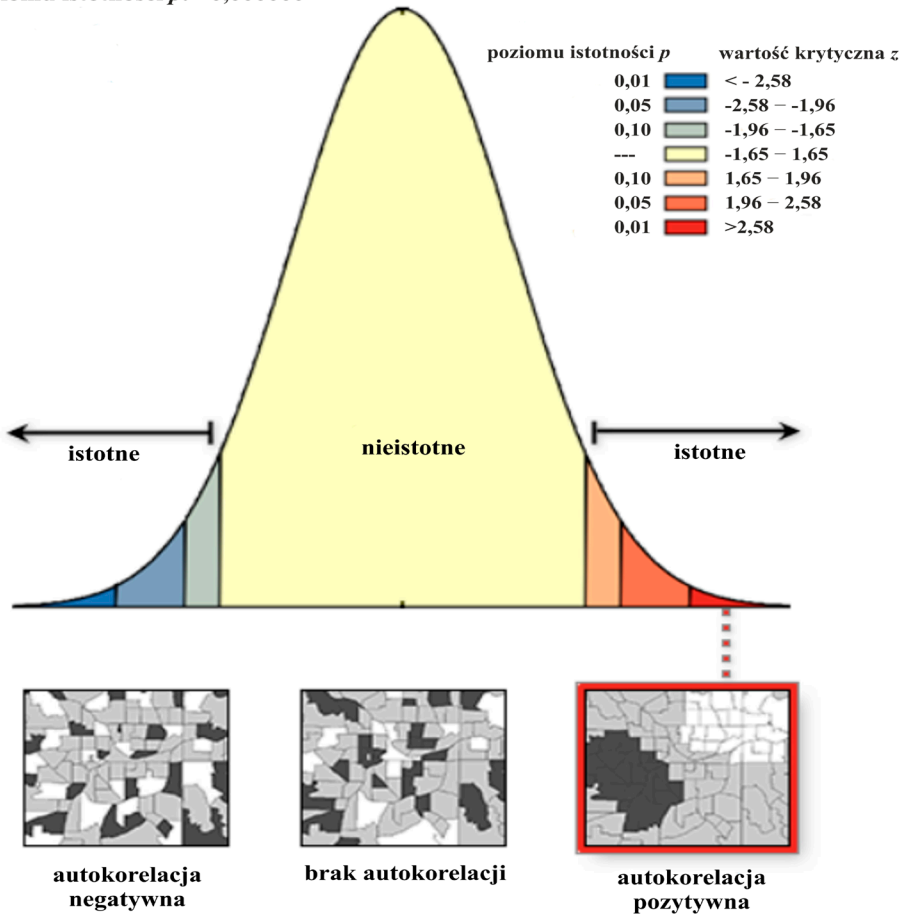 poziomu istotności p   wartość krytyczna z
0,01   < - 2,58
0,05   -2,58 – -1,96
0,10   -1,96 – -1,65
---   -1,65 – 1,65
0,10   1,65 – 1,96
0,05   1,96 – 2,58
0,01   >2,58
istotne   nieistotne   istotne
autokorelacja
negatywna
brak autokorelacji
autokorelacja
pozytywna